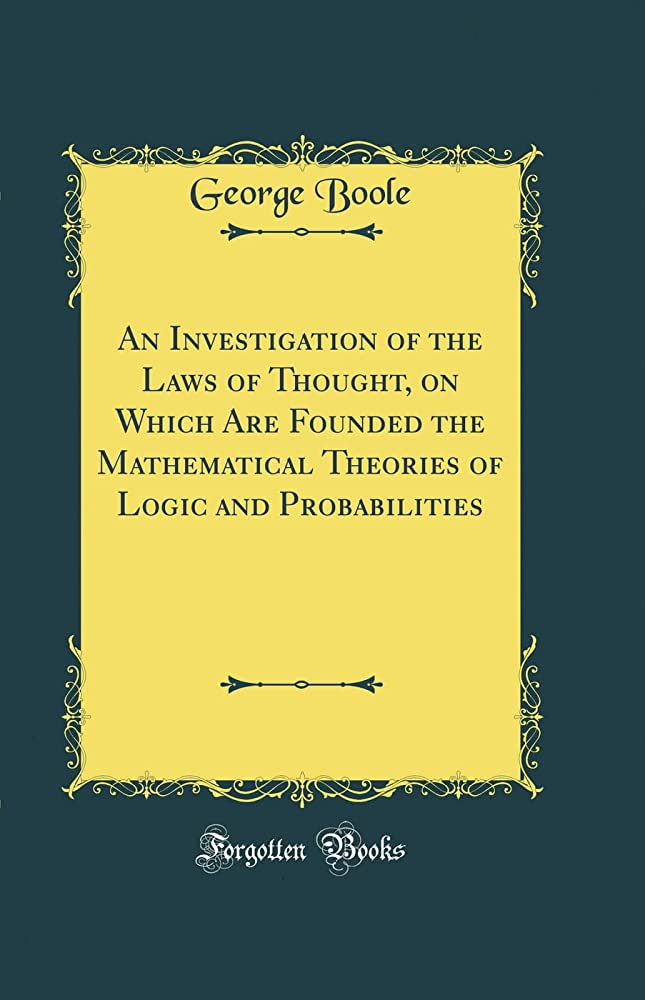 George Boole
An Investigation of the
Laws of Thought, on
Which Are Founded the
Mathematical Theories of
Logic and Probabilities
Forgotten Books